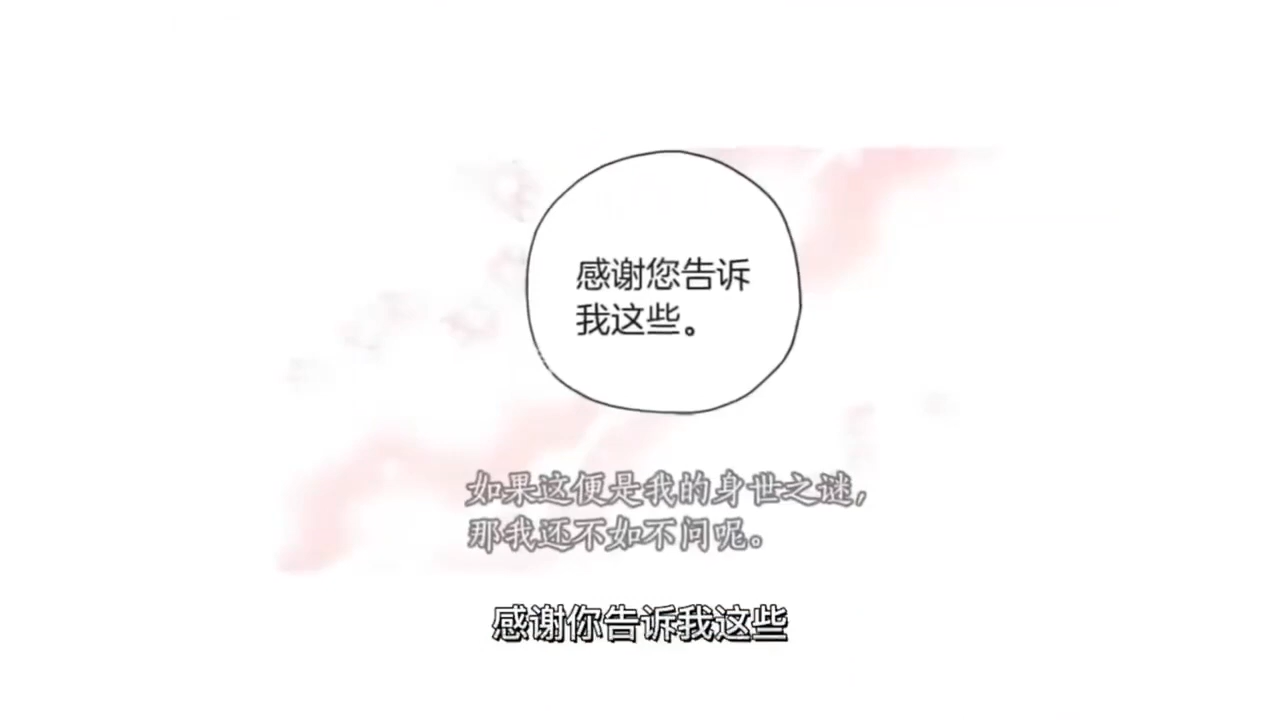 感谢您告诉
我这些。
如果这便是我的身世之谜，
那我还不如不问呢。
感谢你告诉我这些